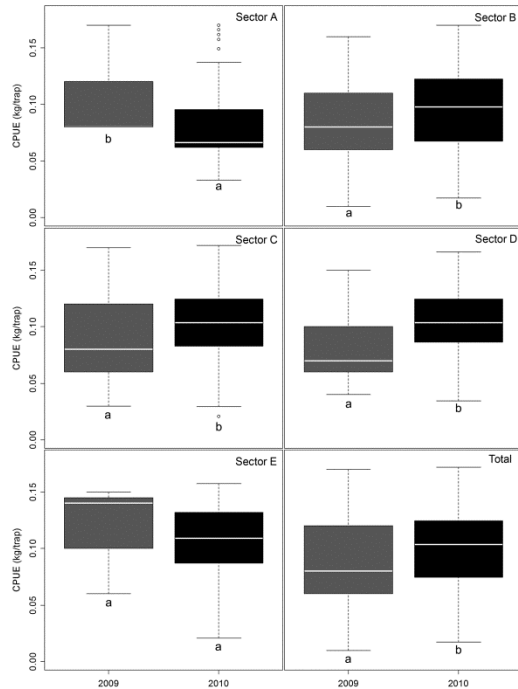 Sector A
Sector B
CPUE (kg/trap)
0.15
0.10
0.05
0.00
b
a
a
b
Sector C
Sector D
CPUE (kg/trap)
0.15
0.10
0.05
0.00
a
b
a
b
Sector E
Total
CPUE (kg/trap)
0.15
0.10
0.05
0.00
a
a
a
b
2009
2010
2009
2010